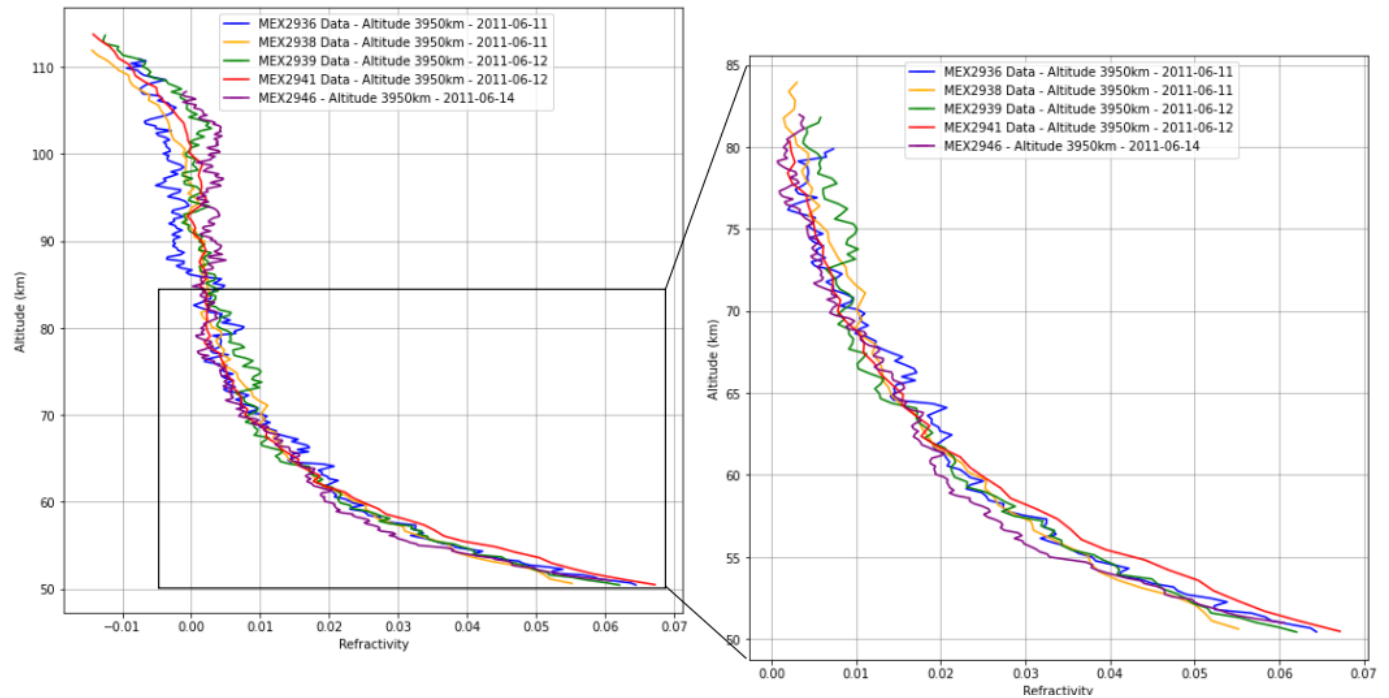 MEX2936 Data - Altitude 3950km - 2011-06-11
MEX2938 Data - Altitude 3950km - 2011-06-11
MEX2939 Data - Altitude 3950km - 2011-06-12
MEX2941 Data - Altitude 3950km - 2011-06-12
MEX2946 - Altitude 3950km - 2011-06-14
110
100
90
80
70
60
50
Altitude (km)
−0.01
0.00
0.01
0.02
0.03
0.04
0.05
0.06
0.07
Refractivity
MEX2936 Data - Altitude 3950km - 2011-06-11
MEX2938 Data - Altitude 3950km - 2011-06-11
MEX2939 Data - Altitude 3950km - 2011-06-12
MEX2941 Data - Altitude 3950km - 2011-06-12
MEX2946 - Altitude 3950km - 2011-06-14
85
80
75
70
65
60
55
50
Altitude (km)
0.00
0.01
0.02
0.03
0.04
0.05
0.06
0.07
Refractivity